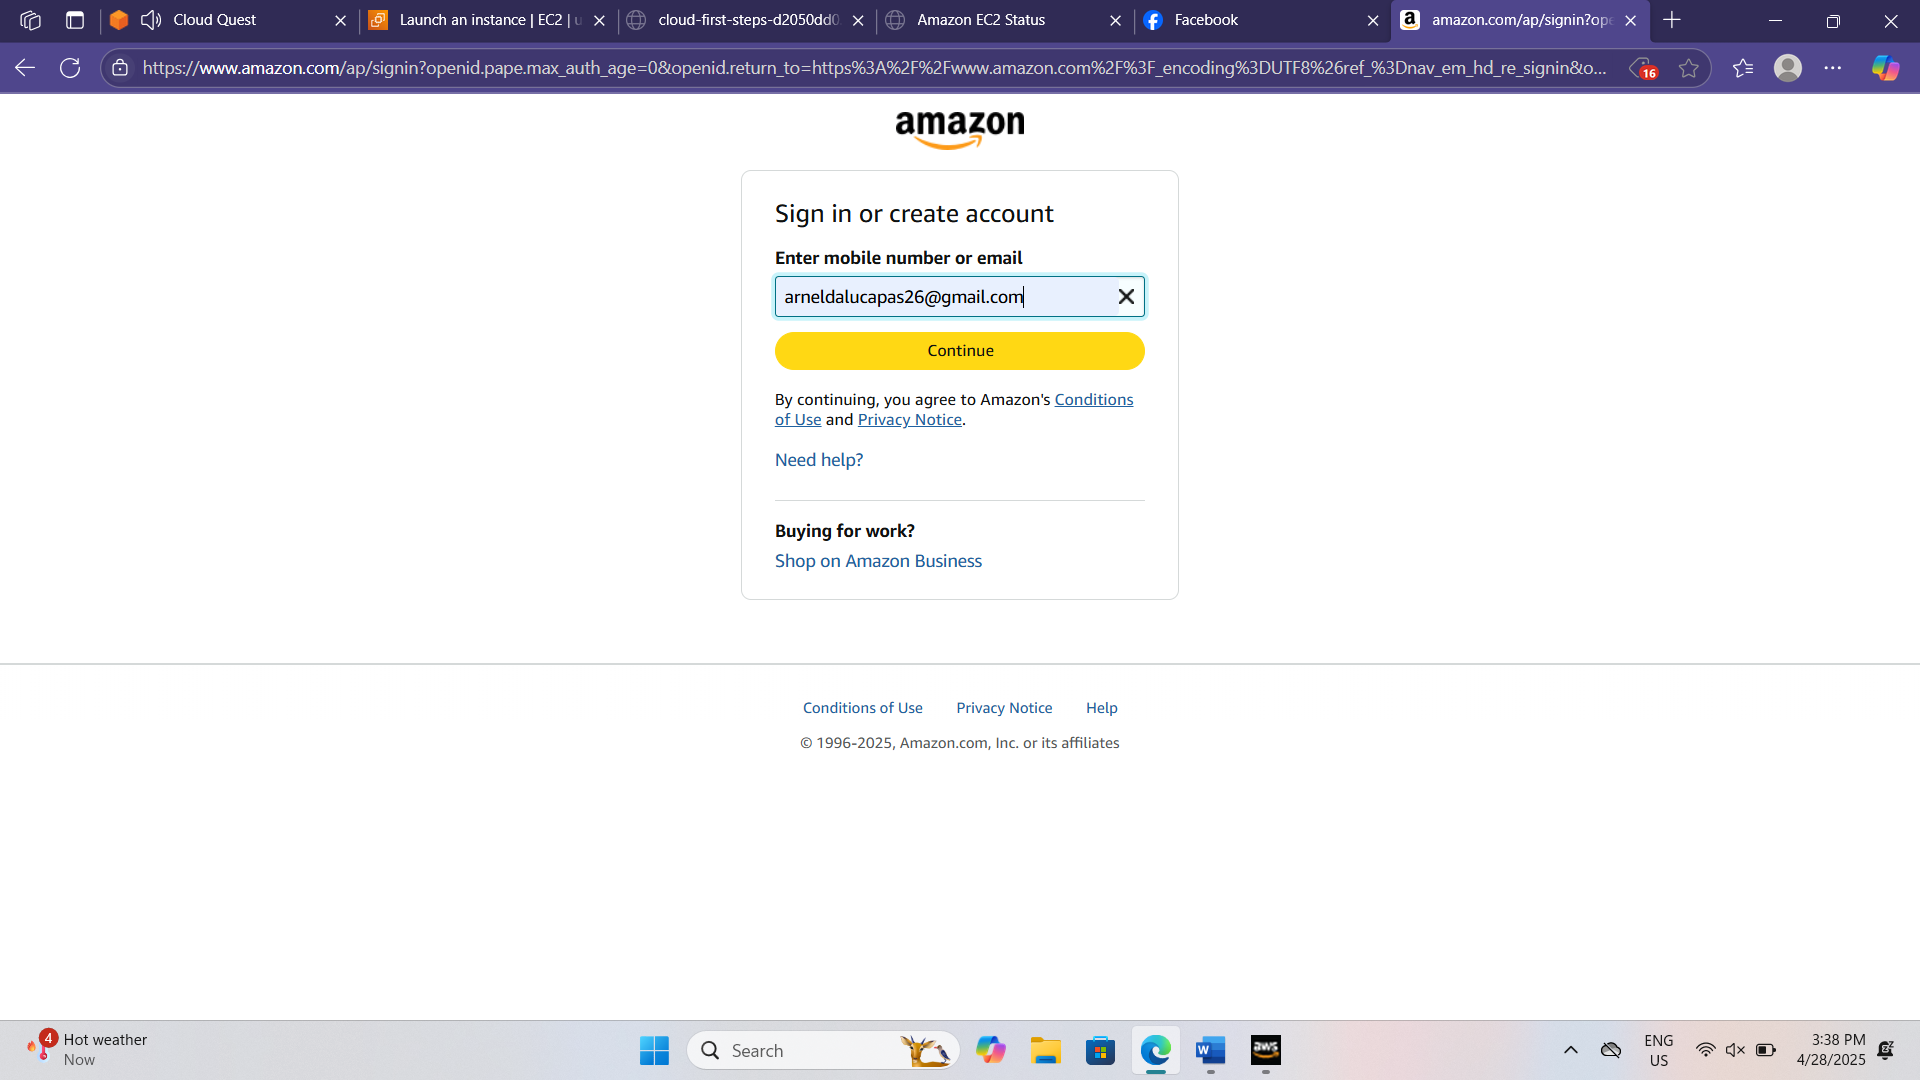 Cloud Quest
Launch an instance | EC2 | u
cloud-first-steps-d2050dd0
Amazon EC2 Status
Facebook
amazon.com/ap/signin?ope
https://www.amazon.com/ap/signin?openid.pape.max_auth_age=0&openid.return_to=https%3A%2F%2Fwww.amazon.com%2F%3F_encoding%3DUTF8%26ref_%3Dnav_em_hd_re_signin&o...
16
amazon
Sign in or create account
Enter mobile number or email
arneldalucapas26@gmail.com
Continue
By continuing, you agree to Amazon's Conditions
of Use and Privacy Notice.
Need help?
Buying for work?
Shop on Amazon Business
Conditions of Use Privacy Notice Help
© 1996-2025, Amazon.com, Inc. or its affiliates
4
Hot weather
Now
Search
W
aws
ENG
US
3:38 PM
4/28/2025